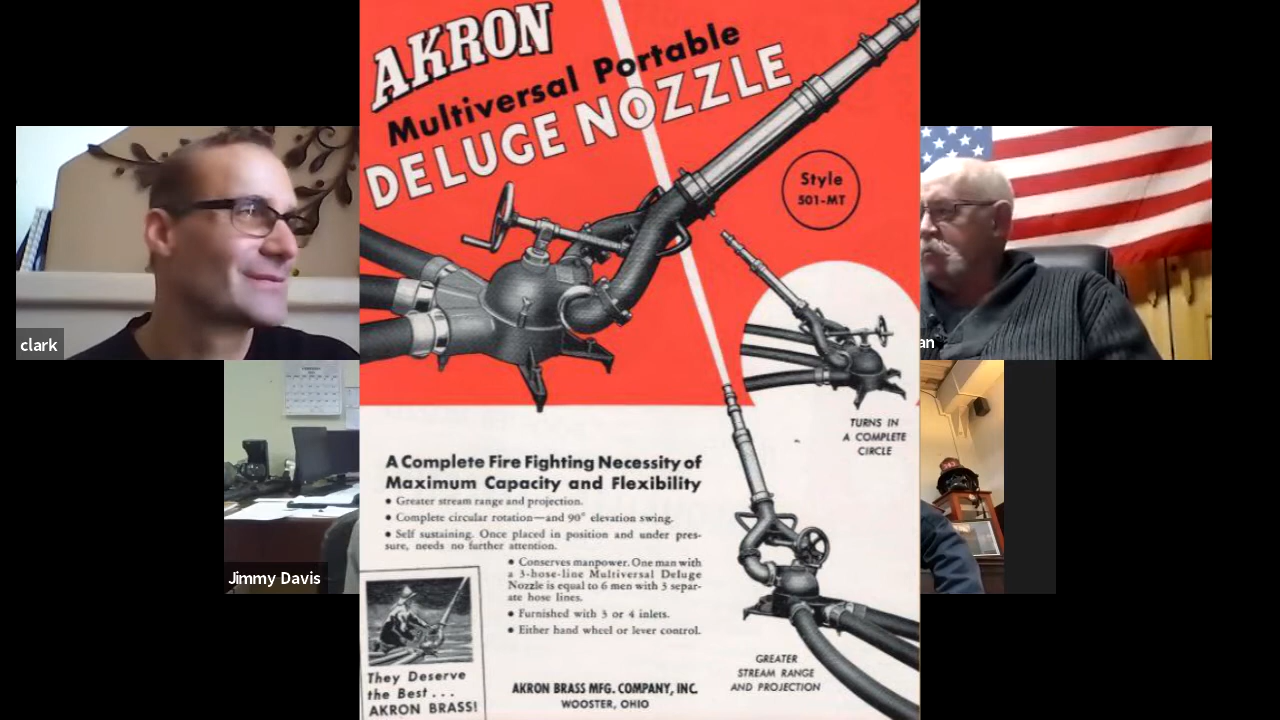 AKRON
Multiversal Portable
DELUGE NOZZLE
Style
501-MT
clark
an
TURNS IN
A COMPLETE
CIRCLE
A Complete Fire Fighting Necessity of
Maximum Capacity and Flexibility
• Greater stream range and projection.
• Complete circular rotation—and 90° elevation swing.
• Self sustaining. Once placed in position and under pres-
sure, needs no further attention.
• Conserves manpower. One man with
a 3-hose-line Multiversal Deluge
Nozzle is equal to 6 men with 3 separ-
ate hose lines.
• Furnished with 3 or 4 inlets.
• Either hand wheel or lever control.
Jimmy Davis
GREATER
STREAM RANGE
AND PROJECTION
They Deserve
the Best . . .
AKRON BRASS!
AKRON BRASS MFG. COMPANY, INC.
WOOSTER, OHIO